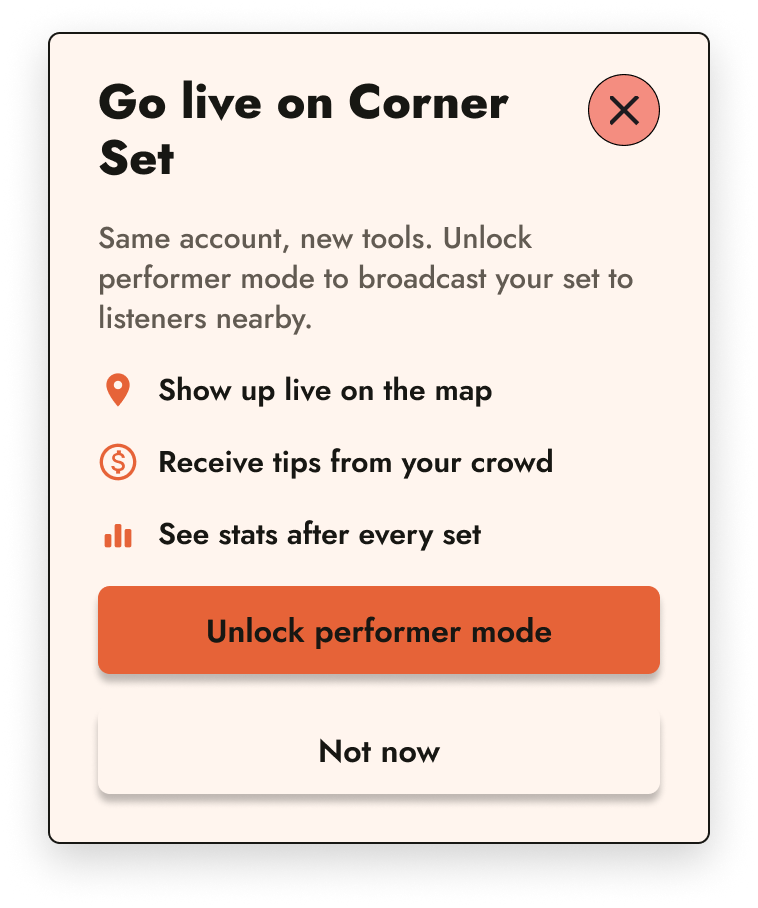 Go live on Corner
Set
Same account, new tools. Unlock
performer mode to broadcast your set to
listeners nearby.
Show up live on the map
Receive tips from your crowd
See stats after every set
Unlock performer mode
Not now